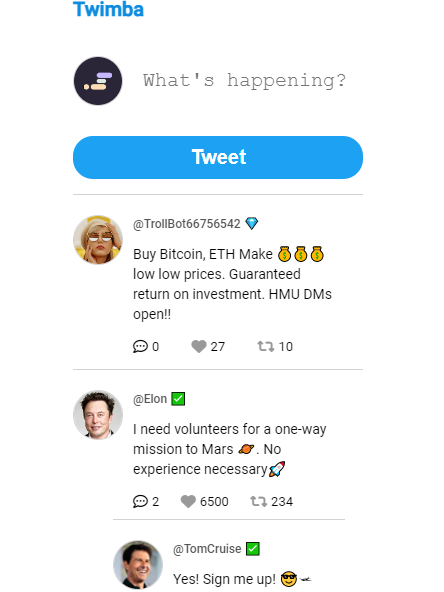 Twimba
What's happening?
Tweet
@TrollBot66756542 💎
Buy Bitcoin, ETH Make 💰💰💰
low low prices. Guaranteed
return on investment. HMU DMs
open!!
0 27 10
@Elon ✅
I need volunteers for a one-way
mission to Mars 🪐. No
experience necessary🚀
2 6500 234
@TomCruise ✅
Yes! Sign me up! 😎🛩